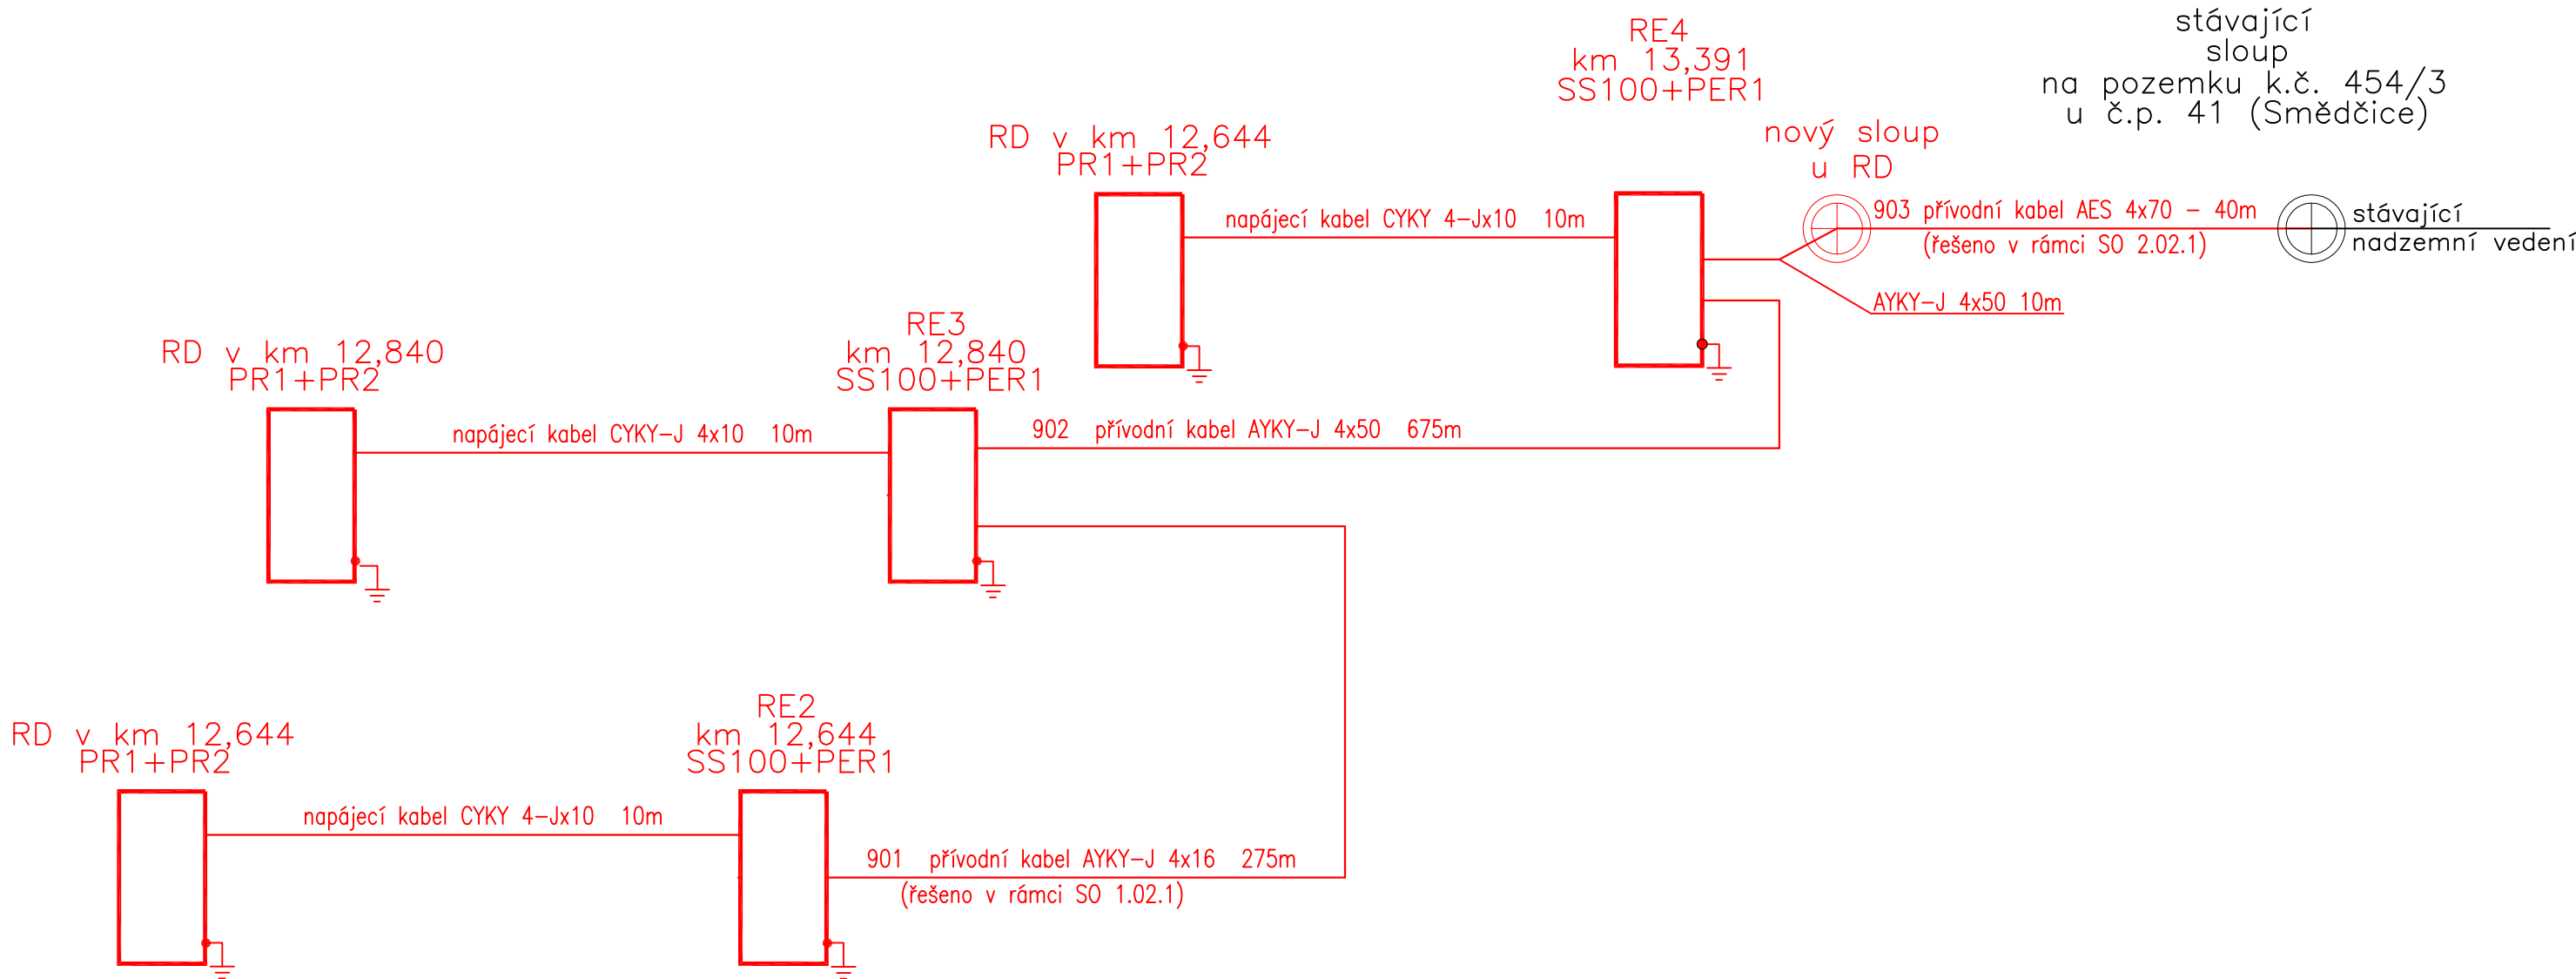 stávající
sloup
na pozemku k.č. 454/3
u č.p. 41 (Smědčice)
RE4
km 13,391
SS100+PER1
RD v km 12,644
PR1+PR2
nový sloup
u RD
napájecí kabel CYKY 4-Jx10 10m
903 přívodní kabel AES 4x70 - 40m
(řešeno v rámci SO 2.02.1)
stávající
nadzemní vedení
AYKY-J 4x50 10m
RD v km 12,840
PR1+PR2
RE3
km 12,840
SS100+PER1
napájecí kabel CYKY-J 4x10 10m
902 přívodní kabel AYKY-J 4x50 675m
RD v km 12,644
PR1+PR2
RE2
km 12,644
SS100+PER1
napájecí kabel CYKY 4-Jx10 10m
901 přívodní kabel AYKY-J 4x16 275m
(řešeno v rámci SO 1.02.1)